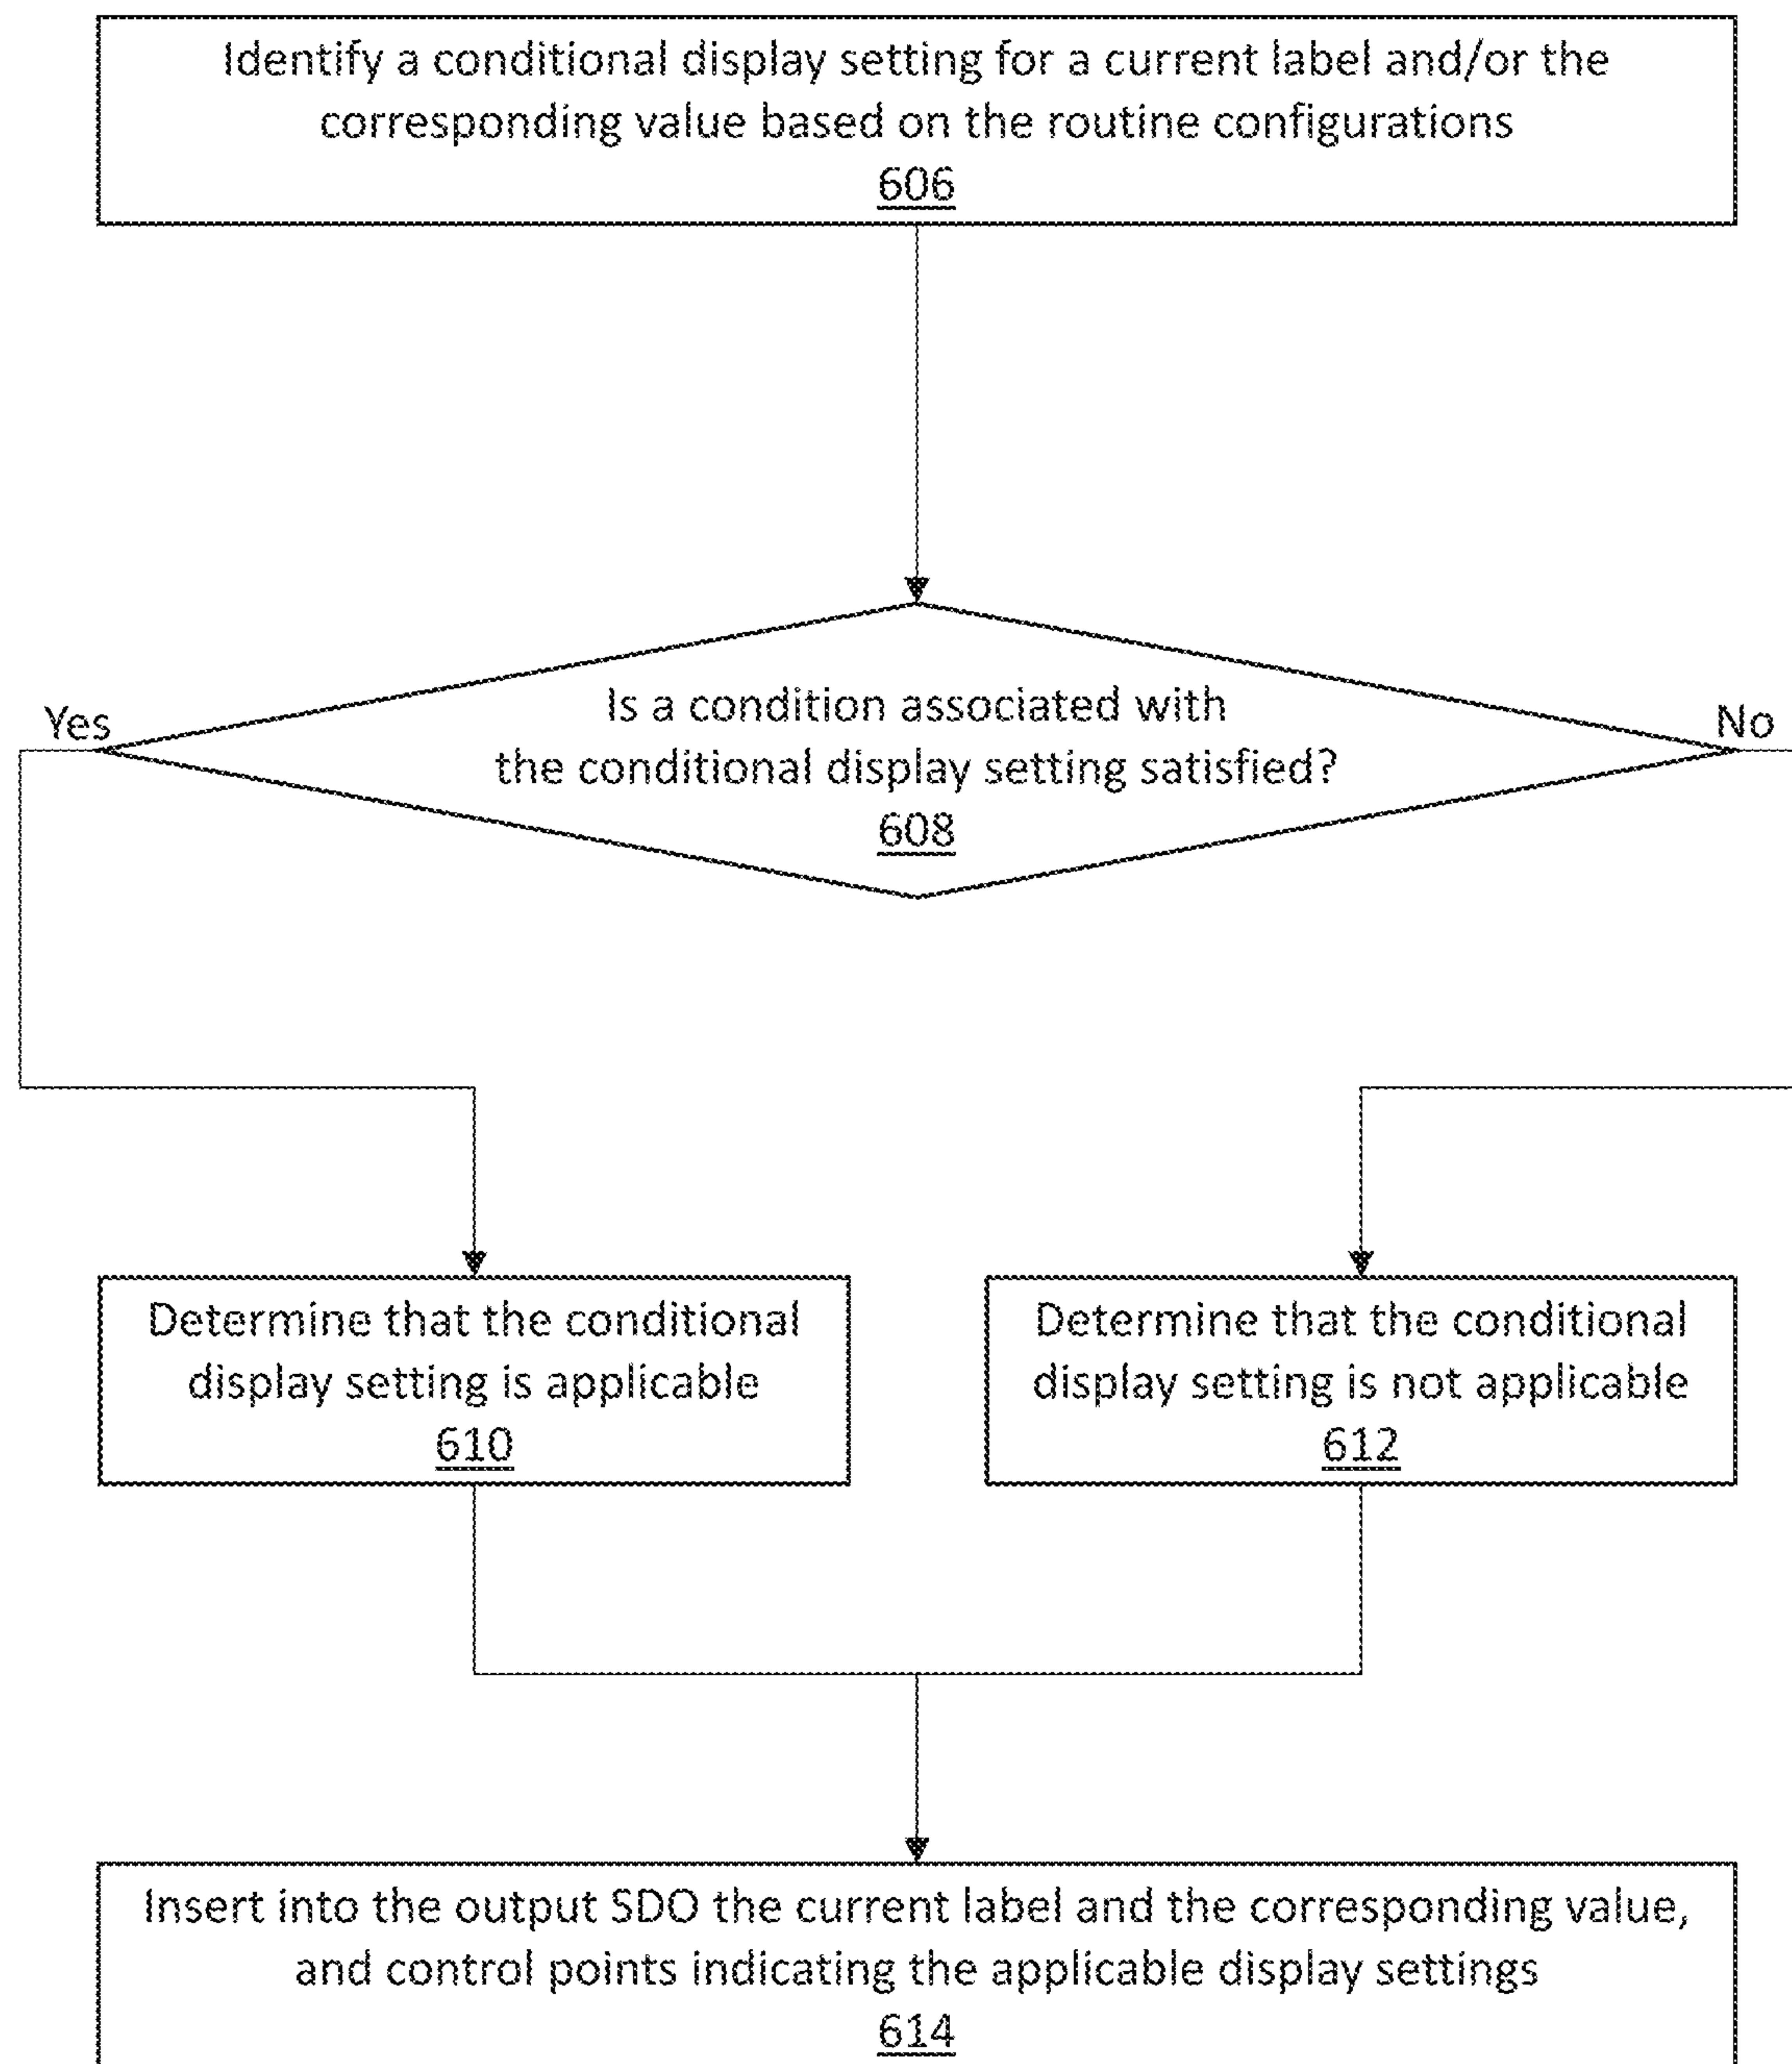 Identify a conditional display setting for a current label and/or the
corresponding value based on the routine configurations
606
Is a condition associated with
the conditional display setting satisfied?
608
Yes
No
Determine that the conditional
display setting is applicable
610
Determine that the conditional
display setting is not applicable
612
Insert into the output SDO the current label and the corresponding value,
and control points indicating the applicable display settings
614